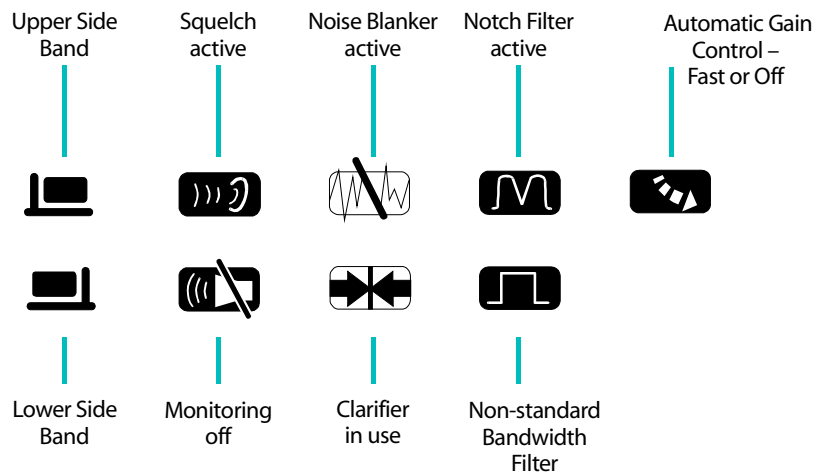 Upper Side
Band
Squelch
active
Noise Blanker
active
Notch Filter
active
Automatic Gain
Control –
Fast or Off
Lower Side
Band
Monitoring
off
Clarifier
in use
Non-standard
Bandwidth
Filter